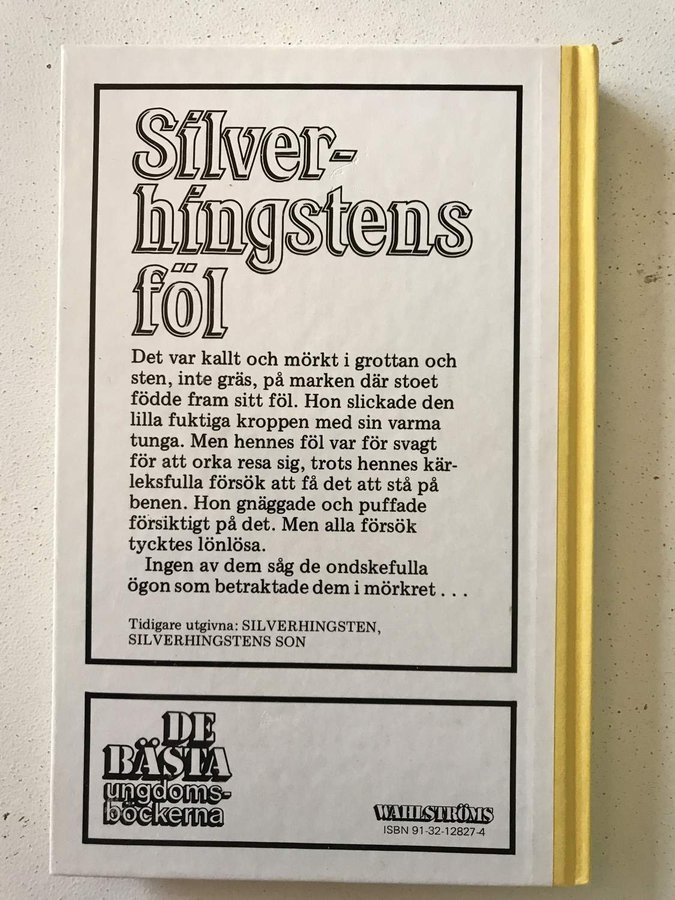 Silver-
hingstens
föl
Det var kallt och mörkt i grottan och
sten, inte gräs, på marken där stoet
födde fram sitt föl. Hon slickade den
lilla fuktiga kroppen med sin varma
tunga. Men hennes föl var för svagt
för att orka resa sig, trots hennes kär-
leksfulla försök att få det att stå på
benen. Hon gnäggade och puffade
försiktigt på det. Men alla försök
tycktes lönlösa.
Ingen av dem såg de ondskefulla
ögon som betraktade dem i mörkret . . .
Tidigare utgivna: SILVERHINGSTEN,
SILVERHINGSTENS SON
DE
BÄSTA
ungdoms-
böckerna
WAHLSTRÖMS
ISBN 91-32-12827-4